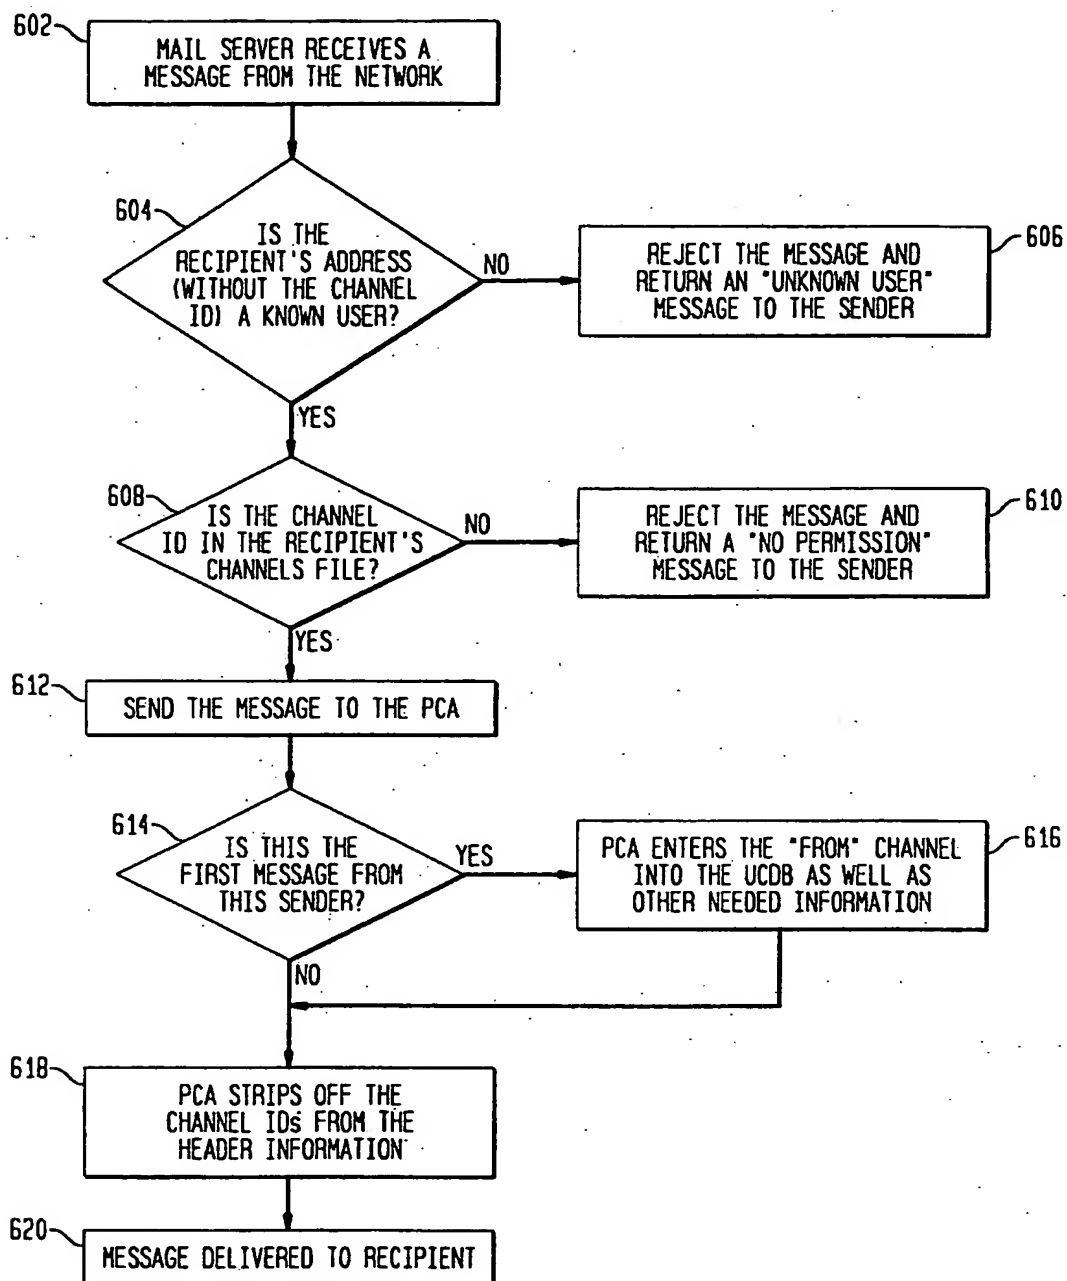 602
MAIL SERVER RECEIVES A
MESSAGE FROM THE NETWORK
604
IS THE
RECIPIENT'S ADDRESS
(WITHOUT THE CHANNEL
ID) A KNOWN USER?
NO
606
REJECT THE MESSAGE AND
RETURN AN "UNKNOWN USER"
MESSAGE TO THE SENDER
YES
608
IS THE CHANNEL
ID IN THE RECIPIENT'S
CHANNELS FILE?
NO
610
REJECT THE MESSAGE AND
RETURN A "NO PERMISSION"
MESSAGE TO THE SENDER
YES
612
SEND THE MESSAGE TO THE PCA
614
IS THIS THE
FIRST MESSAGE FROM
THIS SENDER?
YES
616
PCA ENTERS THE "FROM" CHANNEL
INTO THE UCDB AS WELL AS
OTHER NEEDED INFORMATION
NO
618
PCA STRIPS OFF THE
CHANNEL IDs FROM THE
HEADER INFORMATION
620
MESSAGE DELIVERED TO RECIPIENT